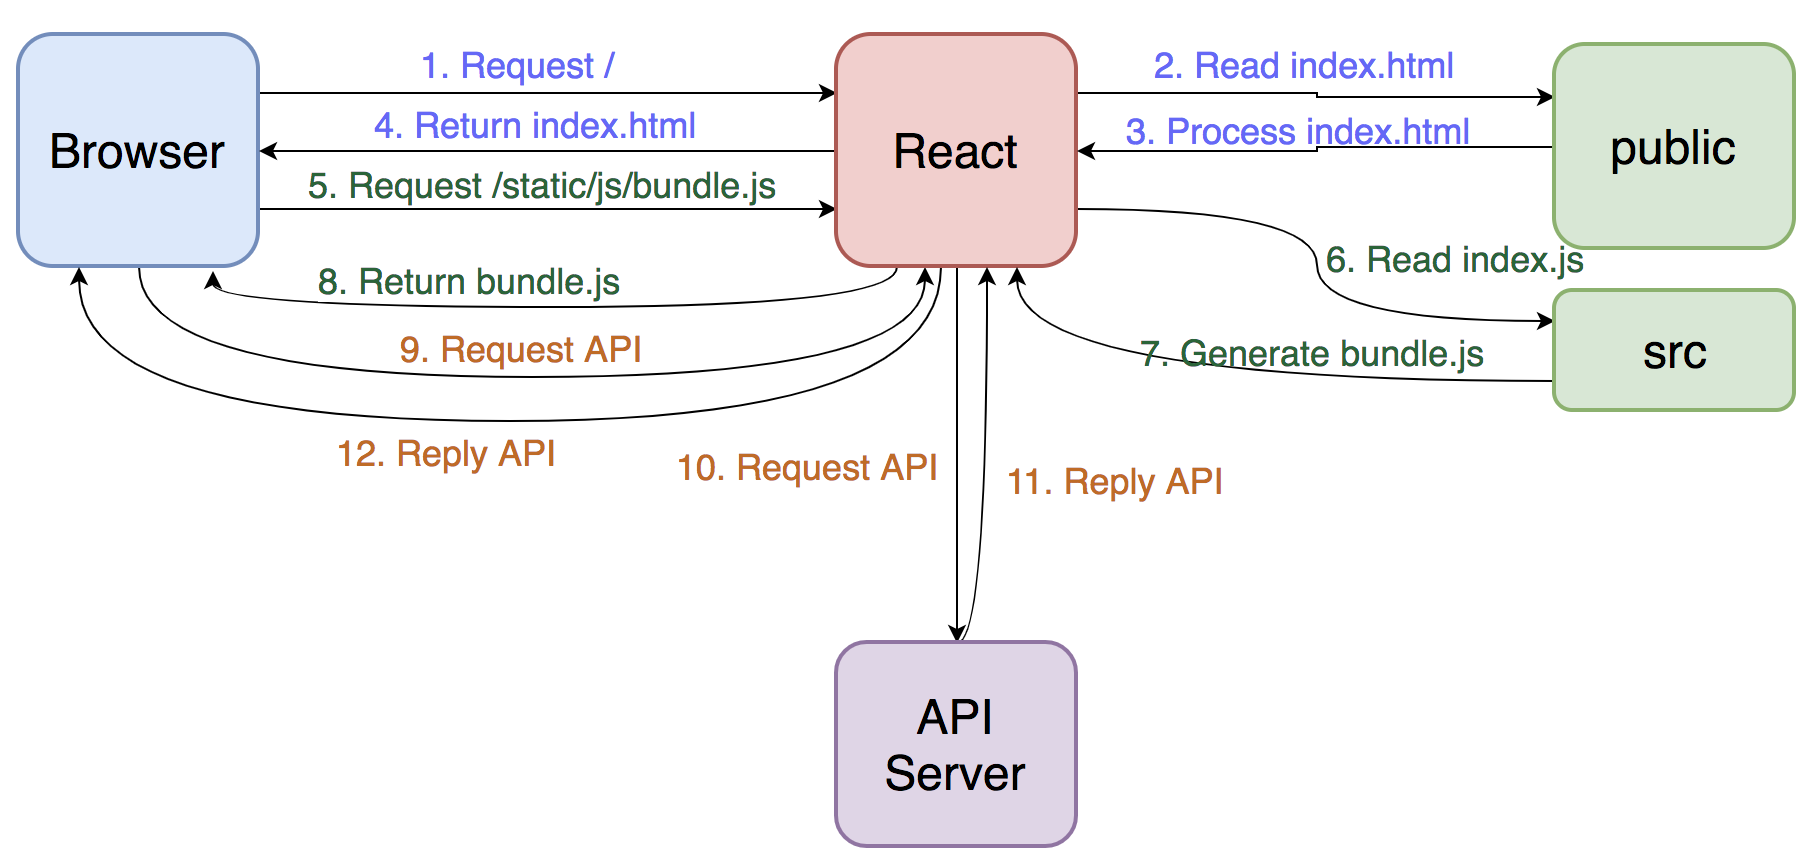 1. Request /
2. Read index.html
4. Return index.html
3. Process index.html
Browser
React
public
5. Request /static/js/bundle.js
6. Read index.js
8. Return bundle.js
9. Request API
7. Generate bundle.js
src
12. Reply API
10. Request API
11. Reply API
API
Server